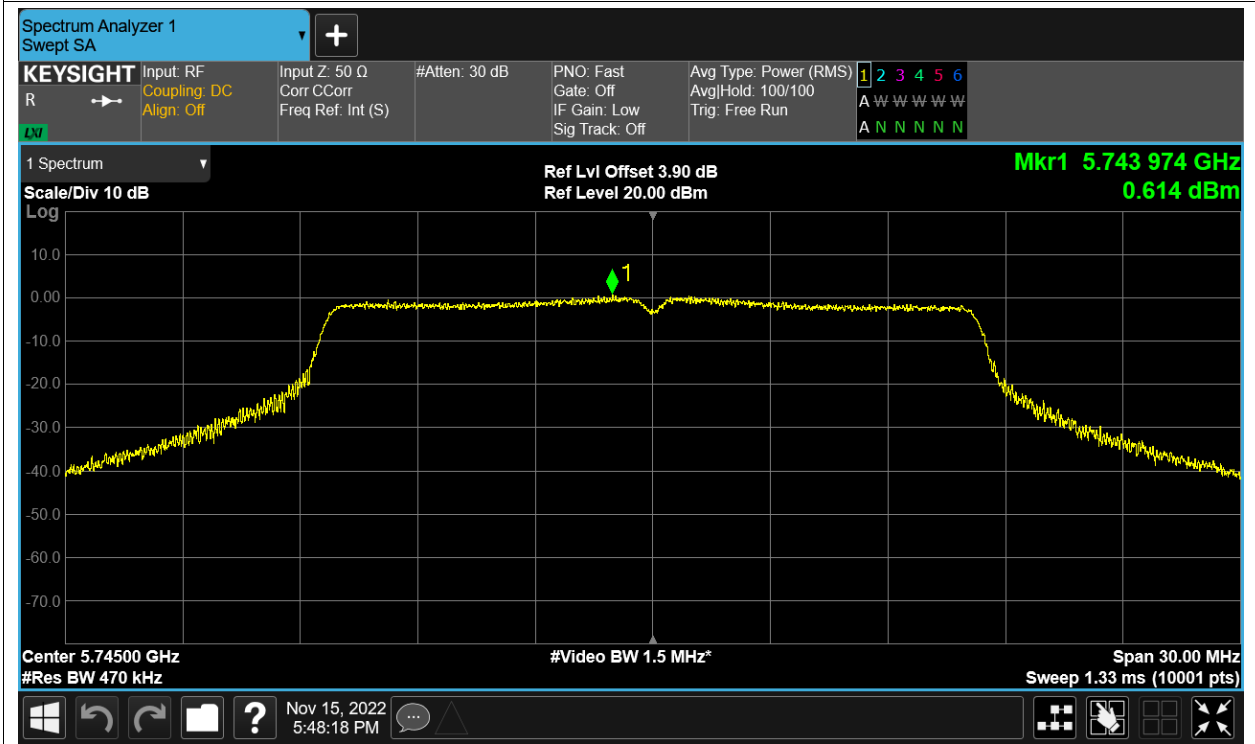 Spectrum Analyzer 1
Swept SA
+
KEYSIGHT
R
LXI
Input: RF
Coupling: DC
Align: Off
Input Z: 50 Ω
Corr CCorr
Freq Ref: Int (S)
#Atten: 30 dB
PNO: Fast
Gate: Off
IF Gain: Low
Sig Track: Off
Avg Type: Power (RMS)
Avg|Hold: 100/100
Trig: Free Run
1 2 3 4 5 6
A W W W W W
A N N N N N
1 Spectrum
Scale/Div 10 dB
Log
Ref Lvl Offset 3.90 dB
Ref Level 20.00 dBm
Mkr1 5.743 974 GHz
0.614 dBm
10.0
0.00
-10.0
-20.0
-30.0
-40.0
-50.0
-60.0
-70.0
1
Center 5.74500 GHz
#Res BW 470 kHz
#Video BW 1.5 MHz*
Span 30.00 MHz
Sweep 1.33 ms (10001 pts)
?
Nov 15, 2022
5:48:18 PM